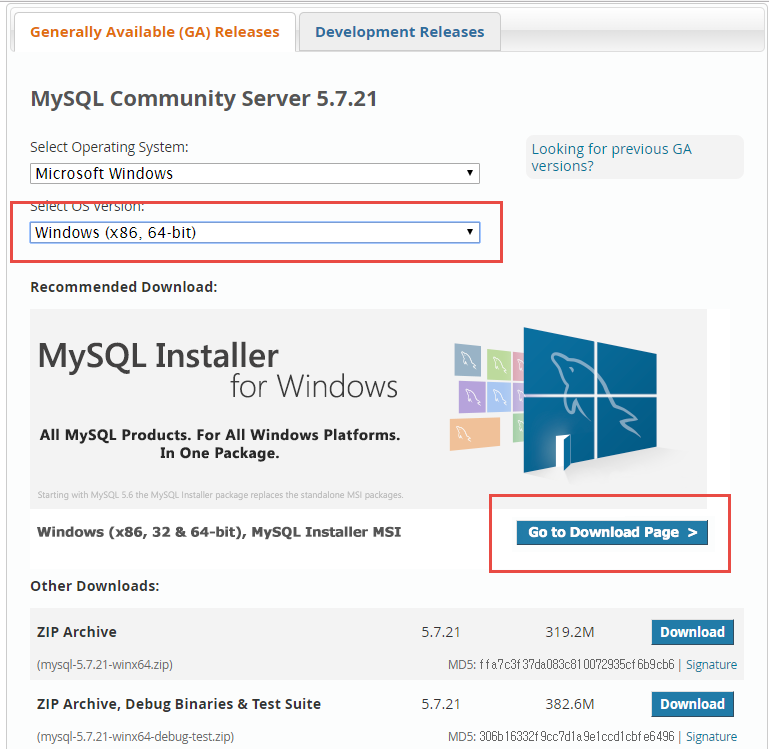 Generally Available (GA) Releases
Development Releases
MySQL Community Server 5.7.21
Select Operating System:
Looking for previous GA
versions?
Microsoft Windows
Select OS Version:
Windows (x86, 64-bit)
Recommended Download:
MySQL Installer
for Windows
All MySQL Products. For All Windows Platforms.
In One Package.
Starting with MySQL 5.6 the MySQL Installer package replaces the standalone MSI packages.
Windows (x86, 32 & 64-bit), MySQL Installer MSI
Go to Download Page >
Other Downloads:
ZIP Archive 5.7.21 319.2M Download
(mysql-5.7.21-winx64.zip) MD5: ffa7c3f37da083c810072935cf6b9cb6 | Signature
ZIP Archive, Debug Binaries & Test Suite 5.7.21 382.6M Download
(mysql-5.7.21-winx64-debug-test.zip) MD5: 306b16332f9cc7d1a9e1ccd1cbfe6496 | Signature